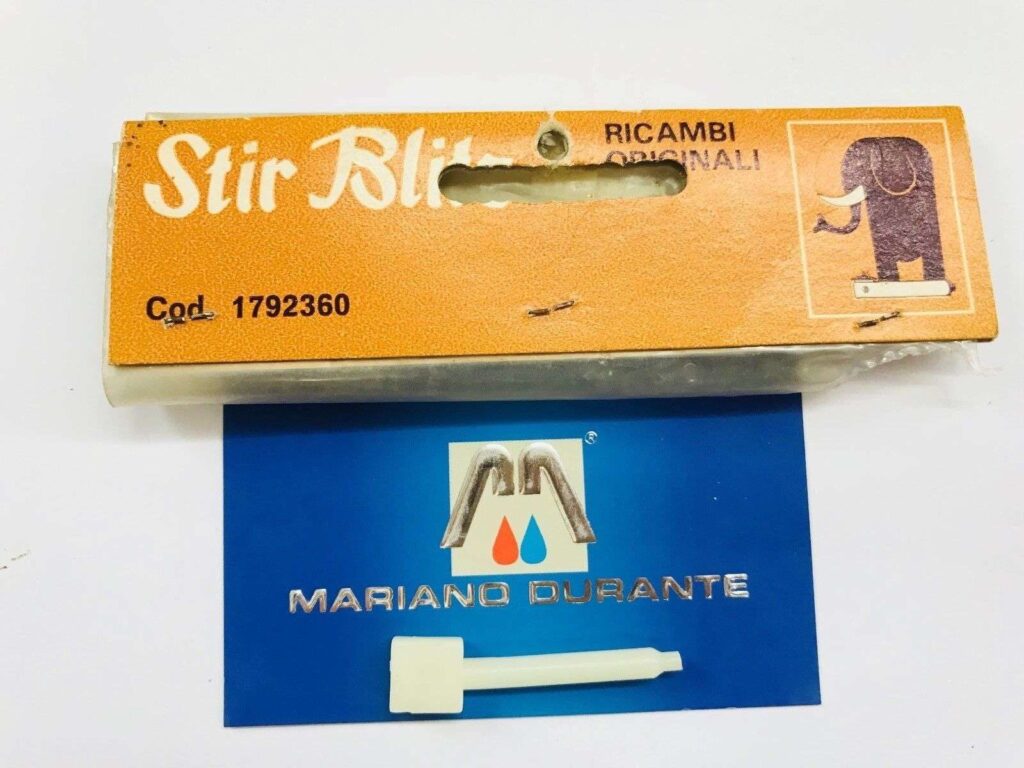 Stir Blitz
RICAMBI
ORIGINALI
Cod. 1792360
®
MARIANO DURANTE